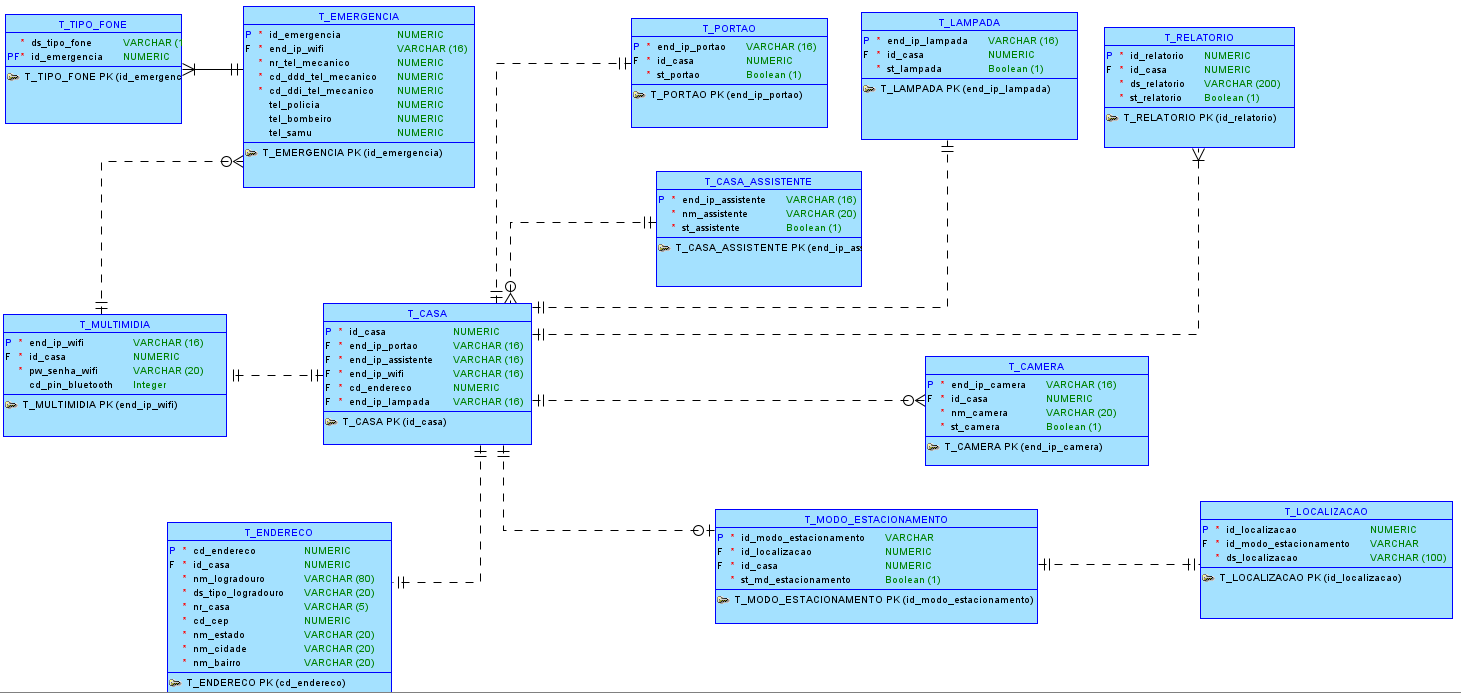 T_TIPO_FONE
* ds_tipo_fone VARCHAR (
PF * id_emergencia NUMERIC
T_TIPO_FONE PK (id_emergenc
T_EMERGENCIA
P * id_emergencia NUMERIC
F * end_ip_wifi VARCHAR (16)
* nr_tel_mecanico NUMERIC
* cd_ddd_tel_mecanico NUMERIC
* cd_ddi_tel_mecanico NUMERIC
tel_policia NUMERIC
tel_bombeiro NUMERIC
tel_samu NUMERIC
T_EMERGENCIA PK (id_emergencia)
T_PORTAO
P * end_ip_portao VARCHAR (16)
F * id_casa NUMERIC
* st_portao Boolean (1)
T_PORTAO PK (end_ip_portao)
T_LAMPADA
P * end_ip_lampada VARCHAR (16)
F * id_casa NUMERIC
* st_lampada Boolean (1)
T_LAMPADA PK (end_ip_lampada)
T_RELATORIO
P * id_relatorio NUMERIC
F * id_casa NUMERIC
* ds_relatorio VARCHAR (200)
* st_relatorio Boolean (1)
T_RELATORIO PK (id_relatorio)
T_CASA_ASSISTENTE
P * end_ip_assistente VARCHAR (16)
* nm_assistente VARCHAR (20)
* st_assistente Boolean (1)
T_CASA_ASSISTENTE PK (end_ip_as
T_MULTIMIDIA
P * end_ip_wifi VARCHAR (16)
F * id_casa NUMERIC
* pw_senha_wifi VARCHAR (20)
cd_pin_bluetooth Integer
T_MULTIMIDIA PK (end_ip_wifi)
T_CASA
P * id_casa NUMERIC
F * end_ip_portao VARCHAR (16)
F * end_ip_assistente VARCHAR (16)
F * end_ip_wifi VARCHAR (16)
F * cd_endereco NUMERIC
F * end_ip_lampada VARCHAR (16)
T_CASA PK (id_casa)
T_CAMERA
P * end_ip_camera VARCHAR (16)
F * id_casa NUMERIC
* nm_camera VARCHAR (20)
* st_camera Boolean (1)
T_CAMERA PK (end_ip_camera)
T_ENDERECO
P * cd_endereco NUMERIC
F * id_casa NUMERIC
* nm_logradouro VARCHAR (80)
* ds_tipo_logradouro VARCHAR (20)
* nr_casa VARCHAR (5)
* cd_cep NUMERIC
* nm_estado VARCHAR (20)
* nm_cidade VARCHAR (20)
* nm_bairro VARCHAR (20)
T_ENDERECO PK (cd_endereco)
T_MODO_ESTACIONAMENTO
P * id_modo_estacionamento VARCHAR
F * id_localizacao NUMERIC
F * id_casa NUMERIC
* st_md_estacionamento Boolean (1)
T_MODO_ESTACIONAMENTO PK (id_modo_estacionamento)
T_LOCALIZACAO
P * id_localizacao NUMERIC
F * id_modo_estacionamento VARCHAR
* ds_localizacao VARCHAR (100)
T_LOCALIZACAO PK (id_localizacao)